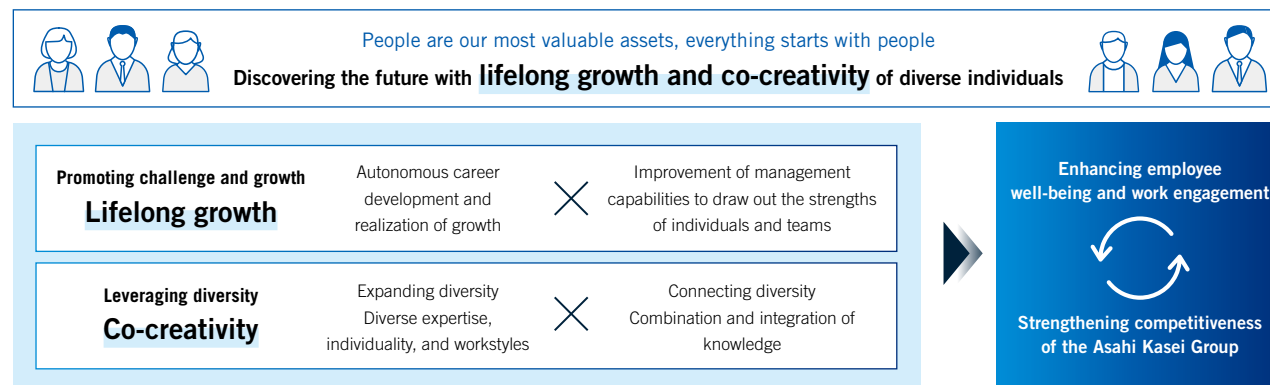 People are our most valuable assets, everything starts with people
Discovering the future with lifelong growth and co-creativity of diverse individuals
Promoting challenge and growth
Lifelong growth
Autonomous career
development and
realization of growth
Improvement of management
capabilities to draw out the strengths
of individuals and teams
Leveraging diversity
Co-creativity
Expanding diversity
Diverse expertise,
individuality, and workstyles
Connecting diversity
Combination and integration of
knowledge
Enhancing employee
well-being and work engagement
Strengthening competitiveness
of the Asahi Kasei Group